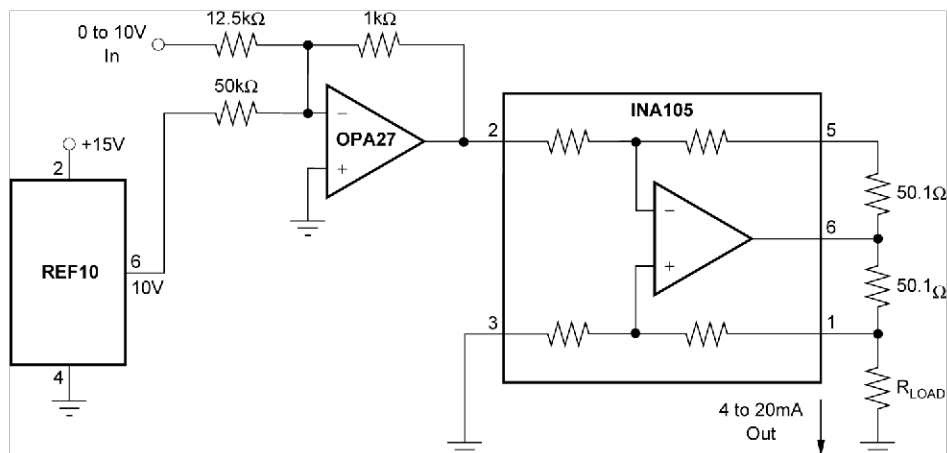 12.5kΩ
1kΩ
0 to 10V
In
50kΩ
−
OPA27
+
+15V
2
REF10
6
10V
4
INA105
2
5
−
6
+
3
1
50.1Ω
50.1Ω
RLOAD
4 to 20mA
Out